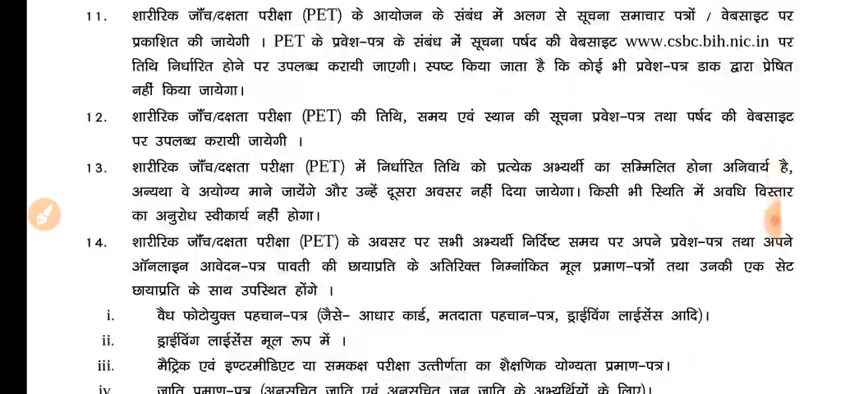 11. शारीरिक जाँच/दक्षता परीक्षा (PET) के आयोजन के संबंध में अलग से सूचना समाचार पत्रों / वेबसाइट पर
प्रकाशित की जायेगी । PET के प्रवेश-पत्र के संबंध में सूचना पर्षद की वेबसाइट www.csbc.bih.nic.in पर
तिथि निर्धारित होने पर उपलब्ध करायी जाएगी। स्पष्ट किया जाता है कि कोई भी प्रवेश-पत्र डाक द्वारा प्रेषित
नहीं किया जायेगा।
12. शारीरिक जाँच/दक्षता परीक्षा (PET) की तिथि, समय एवं स्थान की सूचना प्रवेश-पत्र तथा पर्षद की वेबसाइट
पर उपलब्ध करायी जायेगी ।
13. शारीरिक जाँच/दक्षता परीक्षा (PET) में निर्धारित तिथि को प्रत्येक अभ्यर्थी का सम्मिलित होना अनिवार्य है,
अन्यथा वे अयोग्य माने जायेंगे और उन्हें दूसरा अवसर नहीं दिया जायेगा। किसी भी स्थिति में अवधि विस्तार
का अनुरोध स्वीकार्य नहीं होगा।
14. शारीरिक जाँच/दक्षता परीक्षा (PET) के अवसर पर सभी अभ्यर्थी निर्दिष्ट समय पर अपने प्रवेश-पत्र तथा अपने
ऑनलाइन आवेदन-पत्र पावती की छायाप्रति के अतिरिक्त निम्नांकित मूल प्रमाण-पत्रों तथा उनकी एक सेट
छायाप्रति के साथ उपस्थित होंगे ।
i. वैध फोटोयुक्त पहचान-पत्र (जैसे- आधार कार्ड, मतदाता पहचान-पत्र, ड्राईविंग लाईसेंस आदि)।
ii. ड्राईविंग लाईसेंस मूल रूप में ।
iii. मैट्रिक एवं इण्टरमीडिएट या समकक्ष परीक्षा उत्तीर्णता का शैक्षणिक योग्यता प्रमाण-पत्र।
iv जाति प्रमाण-पत्र (अनुसूचित जाति एवं अनुसूचित जन जाति के अभ्यर्थियों के लिए)।